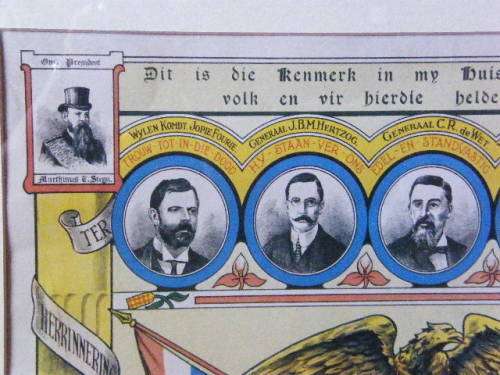 Onze President
Dit is die Kenmerk in my Huis
volk en vir hierdie helde
Marthinus T. Steyn.
WYLEN KOMDT JOPIE FOURIE
TROUW-TOT-IN-DIE-DOOD
GENERAAL J.B.M. HERTZOG
HY-STAAN-VER-ONS
GENERAAL C.R. de WET
EDEL-EN STANDVASTIG
TER
HERRINNERING